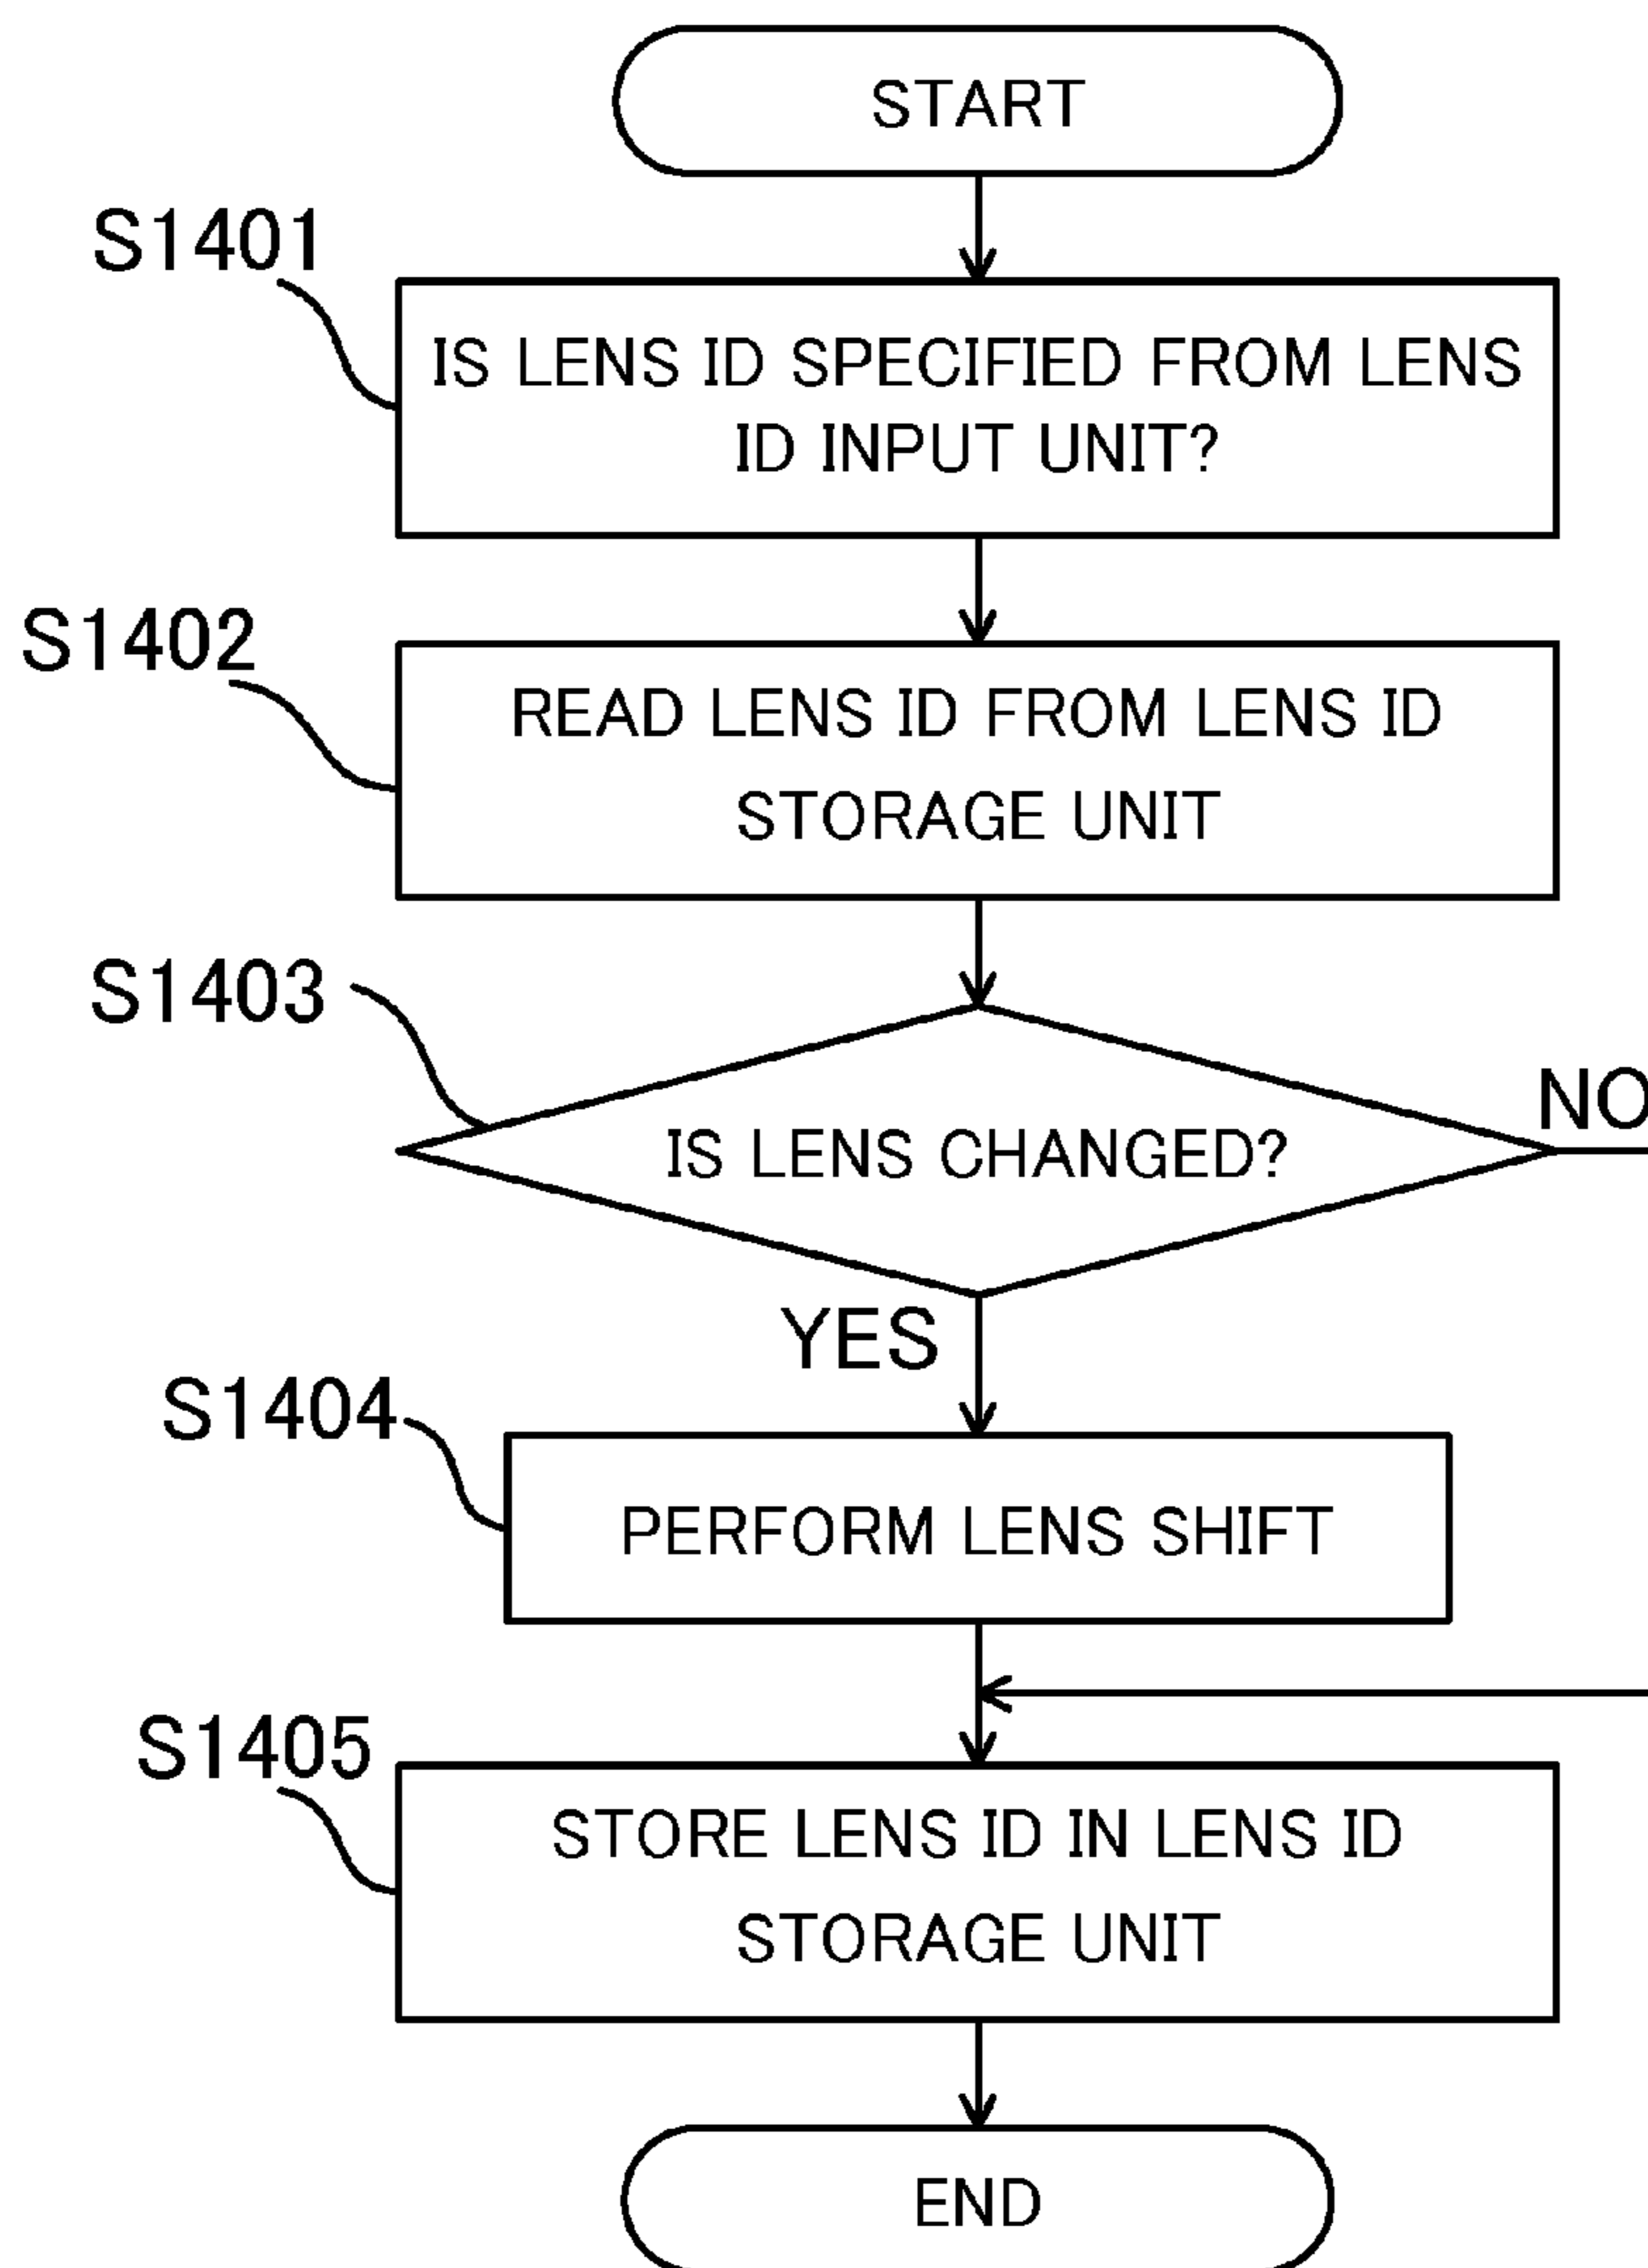 START
S1401
IS LENS ID SPECIFIED FROM LENS
ID INPUT UNIT?
S1402
READ LENS ID FROM LENS ID
STORAGE UNIT
S1403
NO
IS LENS CHANGED?
YES
S1404
PERFORM LENS SHIFT
S1405
STORE LENS ID IN LENS ID
STORAGE UNIT
END